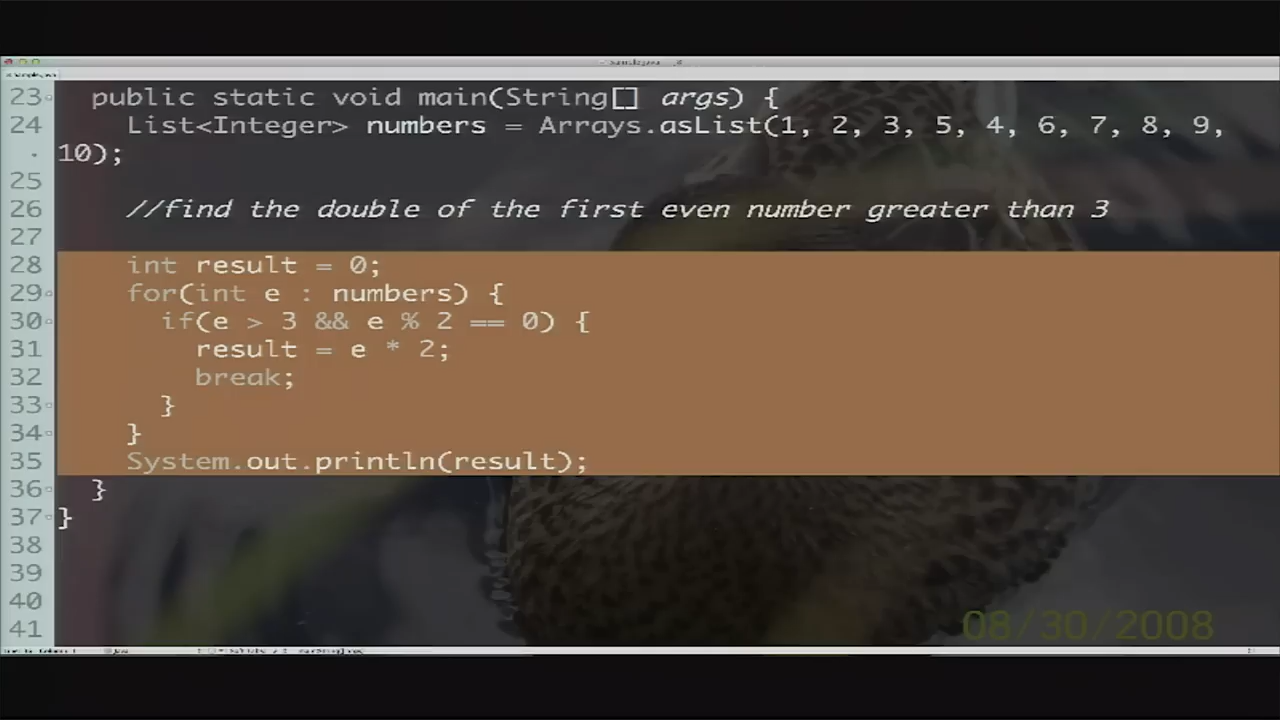 23 public static void main(String[] args) {
24 List<Integer> numbers = Arrays.asList(1, 2, 3, 5, 4, 6, 7, 8, 9,
10);
25
26 //find the double of the first even number greater than 3
27
28 int result = 0;
29 for(int e : numbers) {
30 if(e > 3 && e % 2 == 0) {
31 result = e * 2;
32 break;
33 }
34 }
35 System.out.println(result);
36 }
37 }
38
39
40
41
08/30/2008